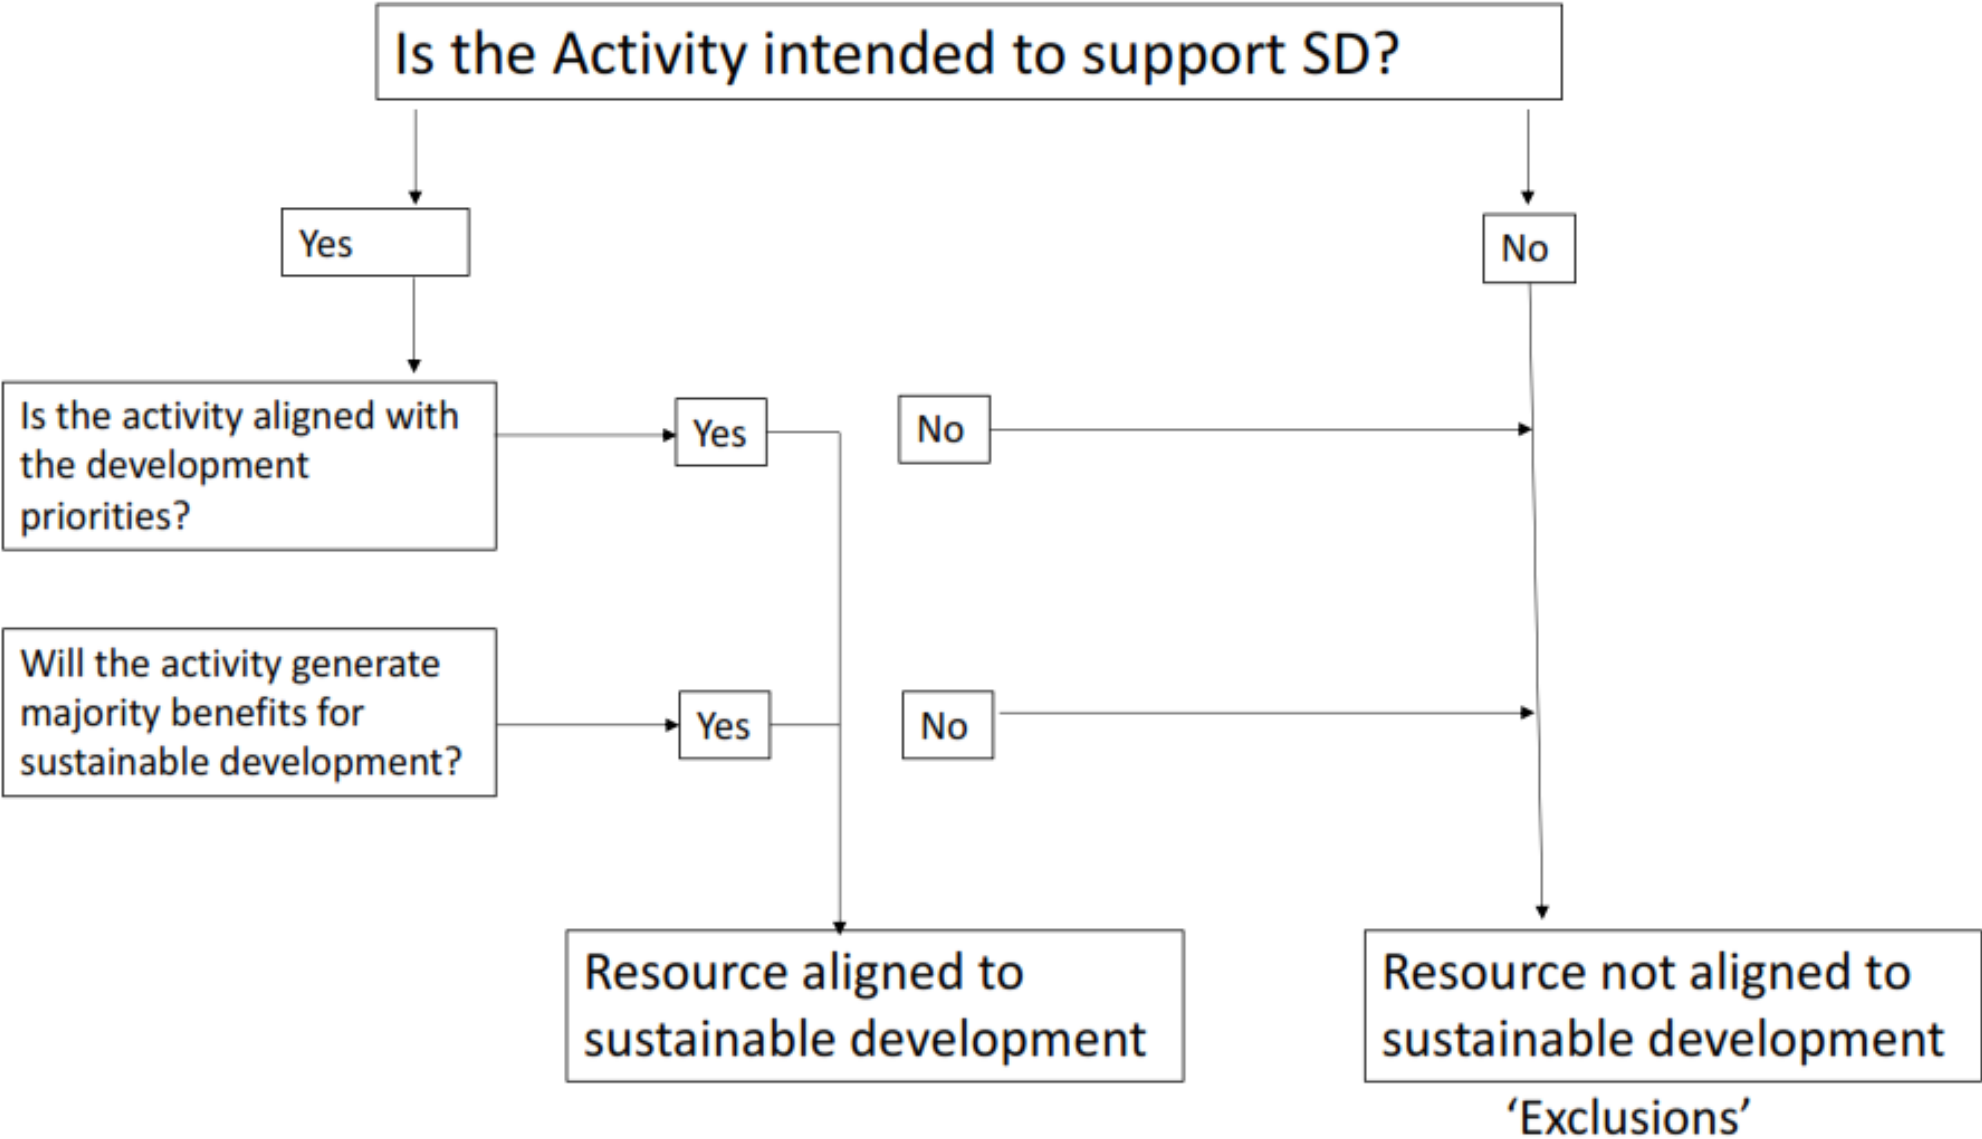 Is the Activity intended to support SD?
Yes
No
Is the activity aligned with
the development
priorities?
Yes
No
Will the activity generate
majority benefits for
sustainable development?
Yes
No
Resource aligned to
sustainable development
Resource not aligned to
sustainable development
‘Exclusions’